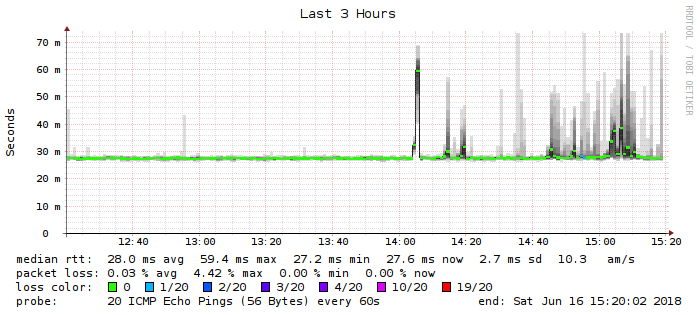 Last 3 Hours
RRDTOOL / TOBI OETIKER
Seconds
70 m
60 m
50 m
40 m
30 m
20 m
10 m
0
12:40 13:00 13:20 13:40 14:00 14:20 14:40 15:00 15:20
median rtt: 28.0 ms avg 59.4 ms max 27.2 ms min 27.6 ms now 2.7 ms sd 10.3 am/s
packet loss: 0.03 % avg 4.42 % max 0.00 % min 0.00 % now
loss color: 0 1/20 2/20 3/20 4/20 10/20 19/20
probe: 20 ICMP Echo Pings (56 Bytes) every 60s end: Sat Jun 16 15:20:02 2018